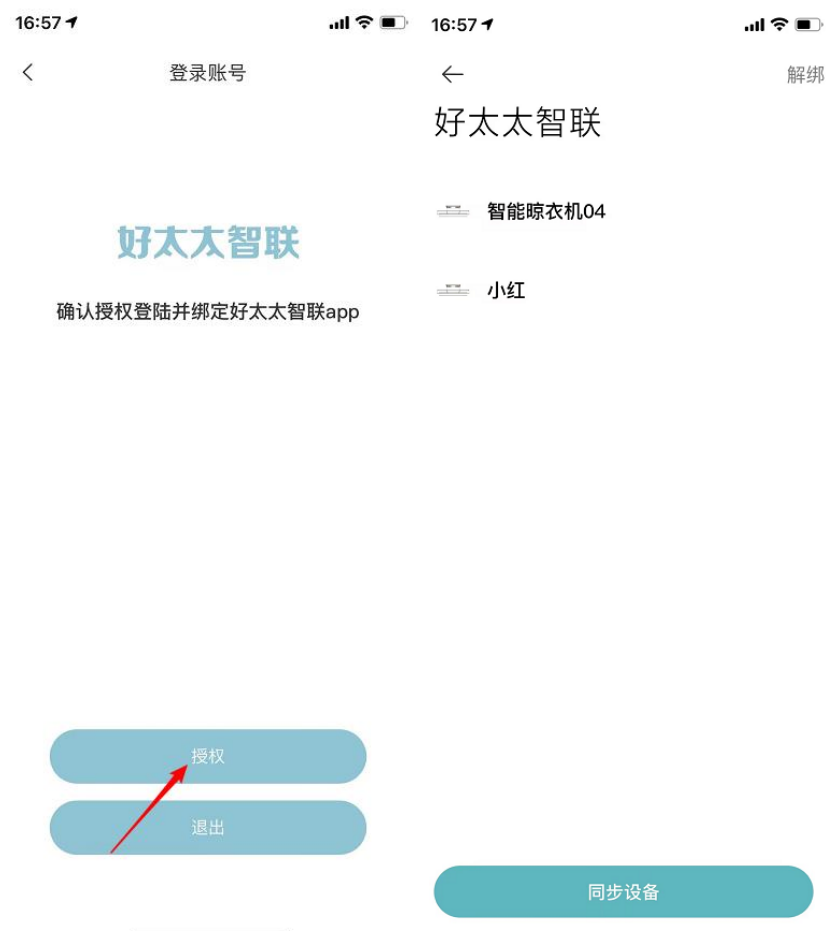 16:57
登录账号
好太太智联
确认授权登陆并绑定好太太智联app
授权
退出
16:57
解绑
好太太智联
智能晾衣机04
小红
同步设备